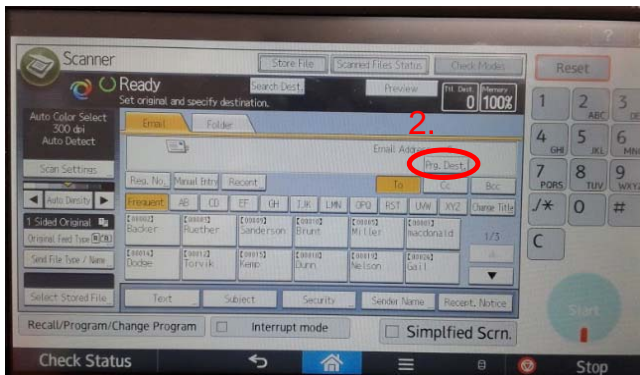 Scanner
Store File
Scanned Files Status
Check Modes
Reset
?
Ready
Search Dest.
Preview
Ttl. Dest.
0
Memory
100%
Set original and specify destination.
2.
Auto Color Select
300 dpi
Auto Detect
Email
Folder
Scan Settings
Email Address
Prg. Dest.
Reg. No.
Manual Entry
Recent
To
Cc
Bcc
Auto Density
Frequent
AB
CD
EF
GH
IJK
LMN
OPQ
RST
UVW
XYZ
Change Title
1 Sided Original
Original Feed Type
Send File Type / Name
[00002]
Backer
Ruether
[00005]
Sanderson
Brunt
Miller
macdonald
1/3
[00014]
Dodge
Torvik
[00015]
Kemp
Dunn
Nelson
Gail
▼
Select Stored File
Text
Subject
Security
Sender Name
Recept. Notice
Recall/Program/Change Program
Interrupt mode
Simplfied Scrn.
Check Status
Stop
1
2 ABC
3
4 GHI
5 JKL
6
7 PQRS
8 TUV
9
./*
0
#
C
Start